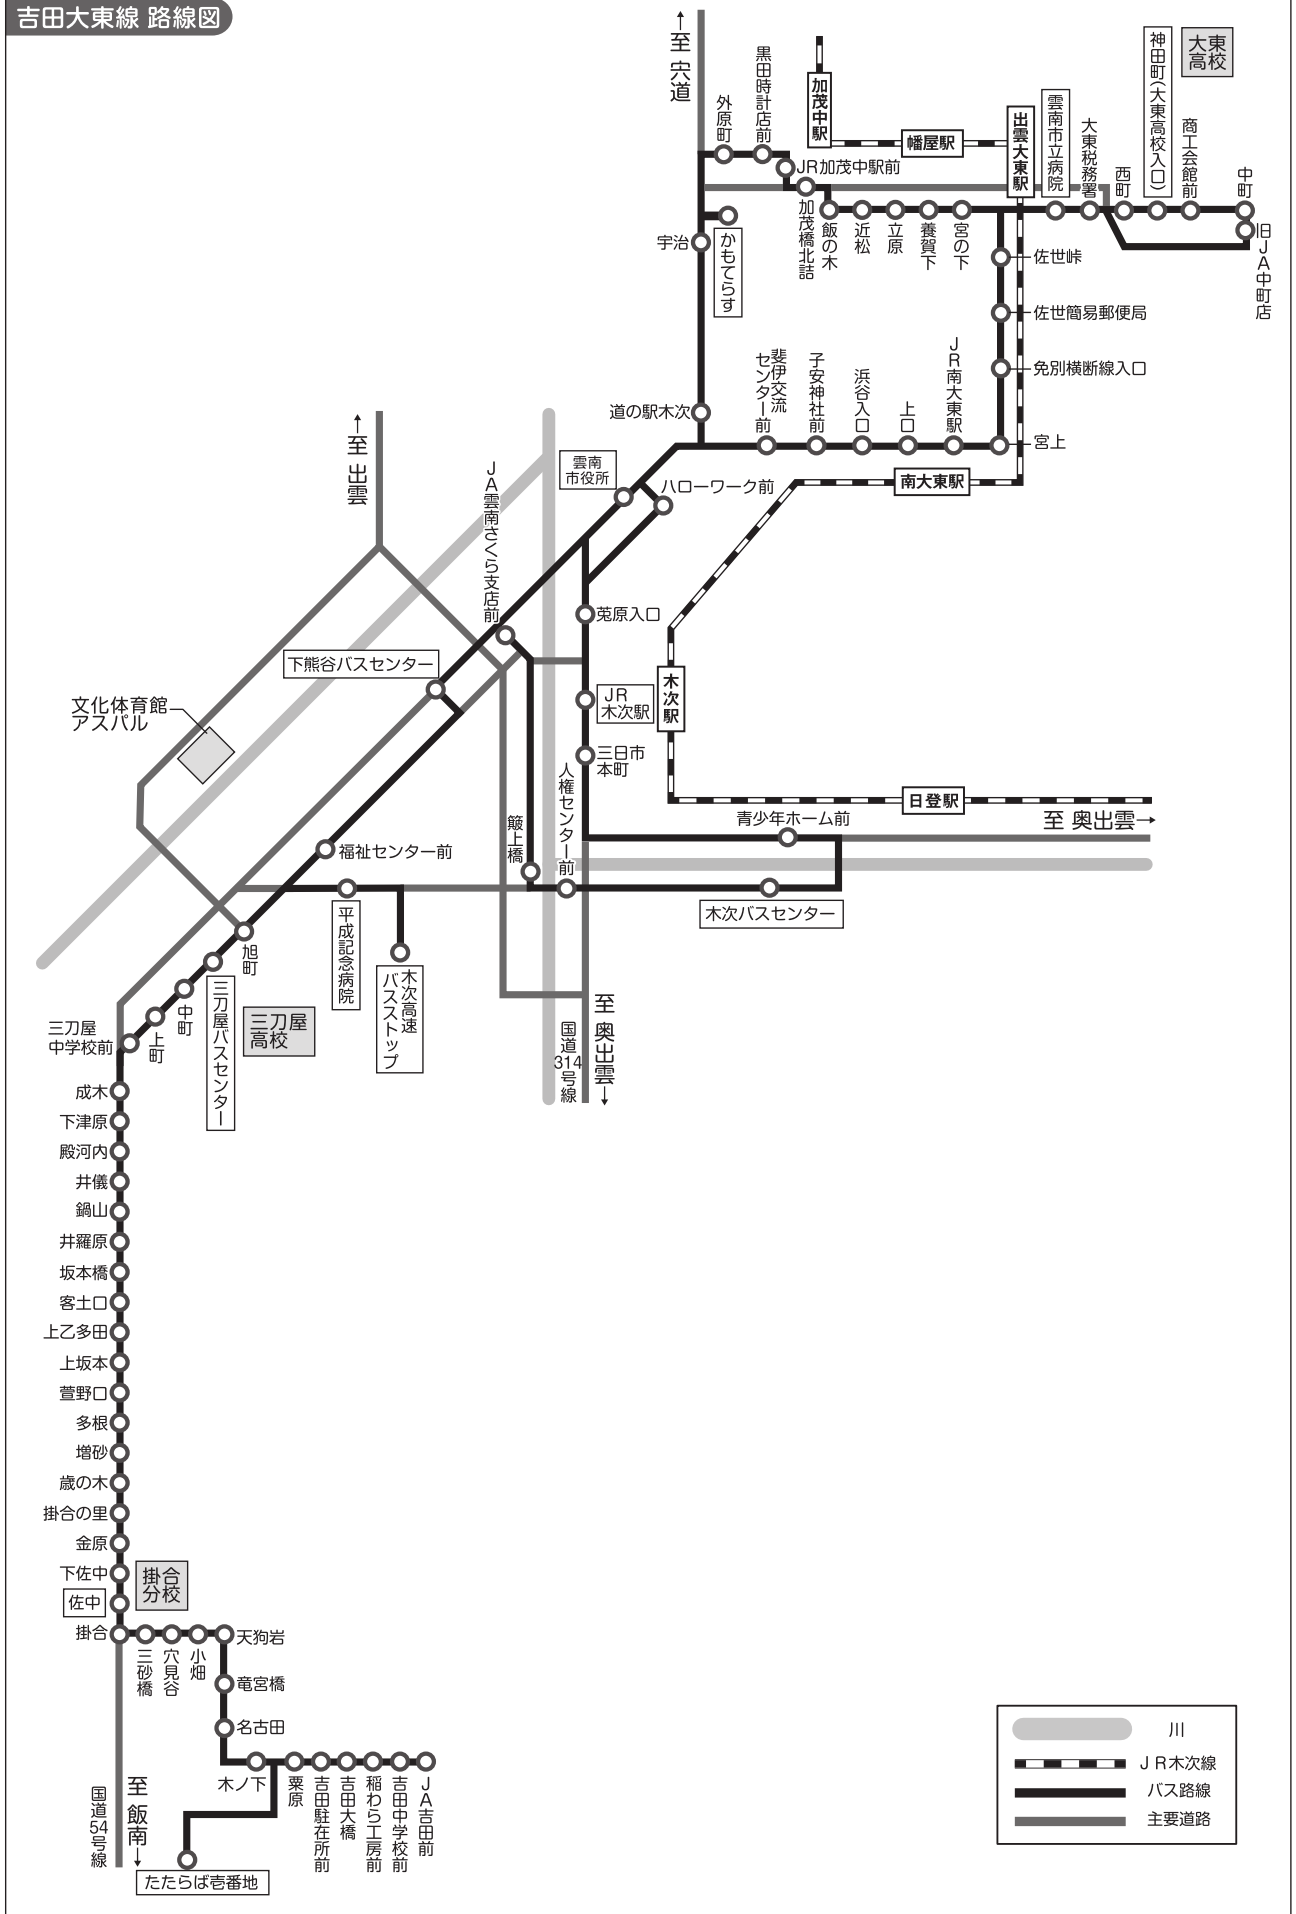 吉田大東線 路線図
←至 宍道
外原町
黒田時計店前
加茂中駅
幡屋駅
出雲大東駅
雲南市立病院
大東税務署
西町
神田町(大東高校入口)
大東
高校
商工会館前
中町
旧JA中町店
JR加茂中駅前
加茂橋北詰
飯の木
近松
立原
養賀下
宮の下
かもてらす
宇治
佐世峠
佐世簡易郵便局
免別横断線入口
宮上
道の駅木次
斐伊交流
センター前
子安神社前
浜谷入口
上口
JR南大東駅
南大東駅
←至 出雲
JA雲南さくら支店前
雲南
市役所
ハローワーク前
莵原入口
下熊谷バスセンター
文化体育館
アスパル
JR
木次駅
木次駅
三日市
本町
人権センター前
簸上橋
日登駅
至 奥出雲→
青少年ホーム前
木次バスセンター
福祉センター前
平成記念病院
木次高速
バスストップ
旭町
三刀屋バスセンター
三刀屋
高校
中町
上町
三刀屋
中学校前
国道314号線
至 奥出雲→
成木
下津原
殿河内
井儀
鍋山
井羅原
坂本橋
客土口
上乙多田
上坂本
萱野口
多根
増砂
歳の木
掛合の里
金原
下佐中
佐中
掛合
分校
掛合
三砂橋
穴見谷
小畑
天狗岩
竜宮橋
名古田
木ノ下
粟原
吉田駐在所前
吉田大橋
稲わら工房前
吉田中学校前
JA吉田前
国道54号線
至 飯南→
たたらば壱番地
川
JR木次線
バス路線
主要道路